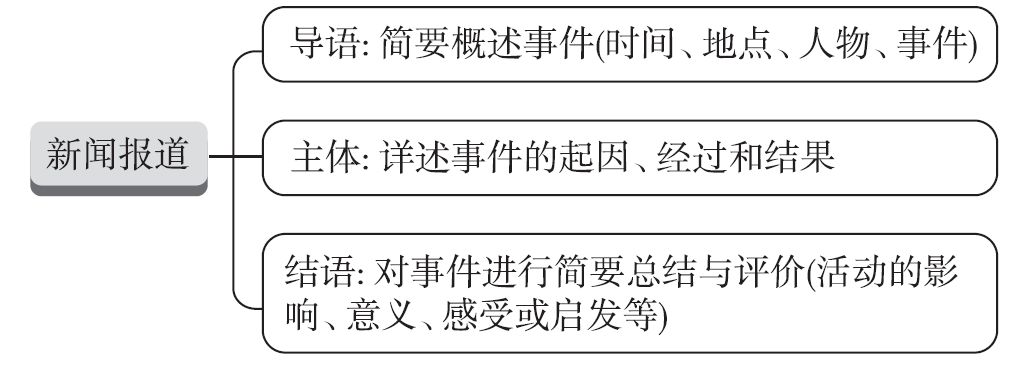 新闻报道
导语: 简要概述事件(时间、地点、人物、事件)
主体: 详述事件的起因、经过和结果
结语: 对事件进行简要总结与评价(活动的影
响、意义、感受或启发等)